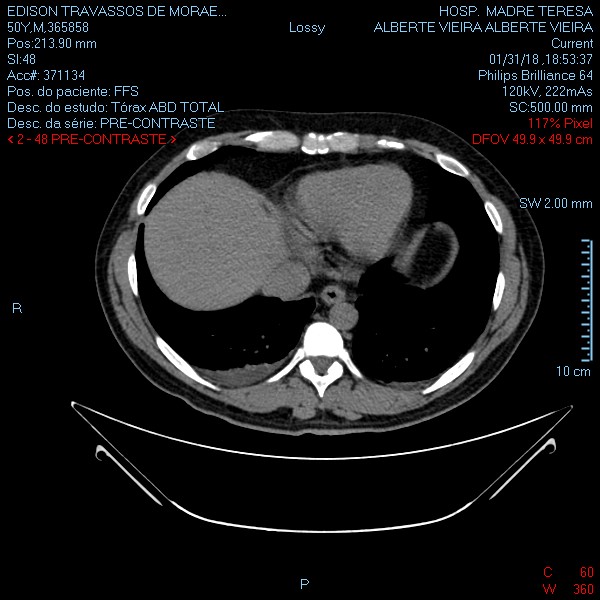 EDISON TRAVASSOS DE MORAE...
50Y,M,365858
Pos:213.90 mm
SI:48
Acc#: 371134
Pos. do paciente: FFS
Desc. do estudo: Tórax ABD TOTAL
Desc. da série: PRE-CONTRASTE
< 2 - 48 PRE-CONTRASTE >
Lossy
HOSP. MADRE TERESA
ALBERTE VIEIRA ALBERTE VIEIRA
Current
01/31/18 ,18:53:37
Philips Brilliance 64
120kV, 222mAs
SC:500.00 mm
117% Pixel
DFOV 49.9 x 49.9 cm
SW 2.00 mm
R
10 cm
P
C 60
W 360